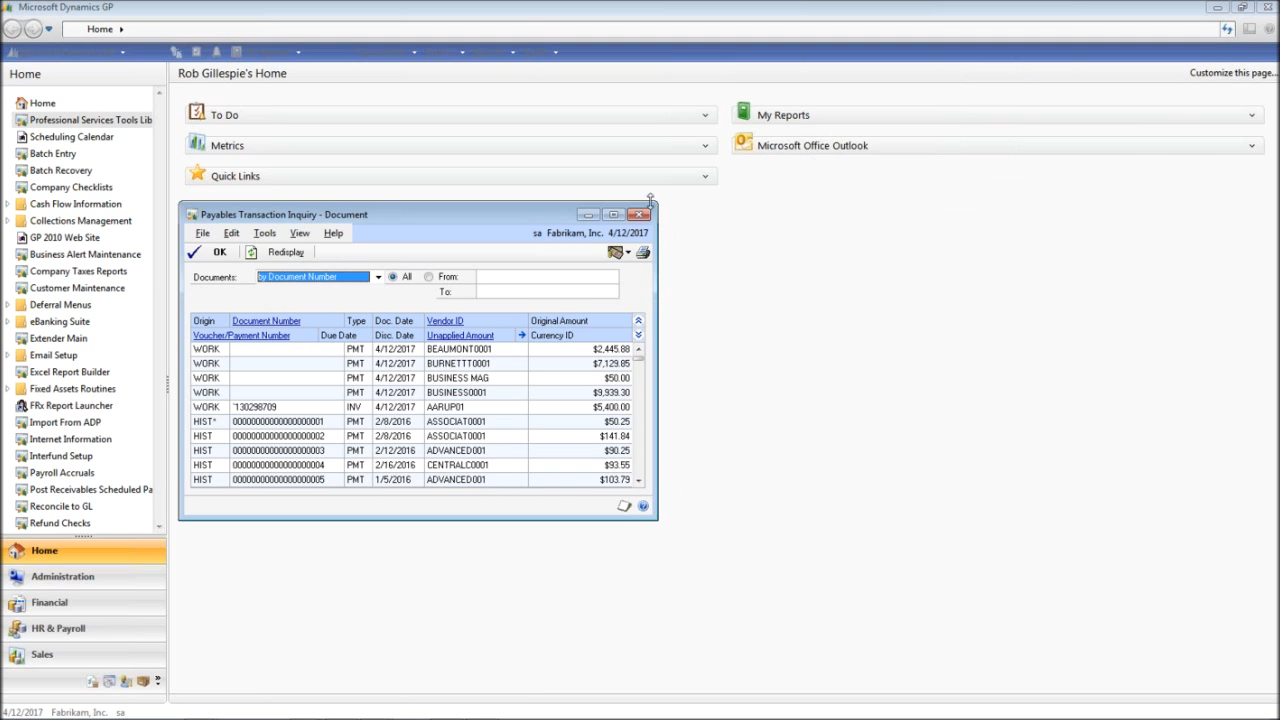 Microsoft Dynamics GP
Home
Home
Rob Gillespie's Home
Customize this page...
Home
Professional Services Tools Lib
Scheduling Calendar
Batch Entry
Batch Recovery
Company Checklists
Cash Flow Information
Collections Management
GP 2010 Web Site
Business Alert Maintenance
Company Taxes Reports
Customer Maintenance
Deferral Menus
eBanking Suite
Extender Main
Email Setup
Excel Report Builder
Fixed Assets Routines
FRx Report Launcher
Import From ADP
Internet Information
Interfund Setup
Payroll Accruals
Post Receivables Scheduled Pa
Reconcile to GL
Refund Checks
Home
Administration
Financial
HR & Payroll
Sales
To Do
My Reports
Metrics
Microsoft Office Outlook
Quick Links
Payables Transaction Inquiry - Document
File Edit Tools View Help sa Fabrikam, Inc. 4/12/2017
OK Redisplay
Documents: by Document Number All From:
To:
Origin Document Number Type Doc. Date Vendor ID Original Amount
Voucher/Payment Number Due Date Disc. Date Unapplied Amount Currency ID
WORK PMT 4/12/2017 BEAUMONT0001 $2,445.88
WORK PMT 4/12/2017 BURNETTT0001 $7,129.85
WORK PMT 4/12/2017 BUSINESS MAG $50.00
WORK PMT 4/12/2017 BUSINESS0001 $9,939.30
WORK `130298709 INV 4/12/2017 AARUP01 $5,400.00
HIST* 00000000000000000001 PMT 2/8/2016 ASSOCIAT0001 $50.25
HIST 00000000000000000002 PMT 2/8/2016 ASSOCIAT0001 $141.84
HIST 00000000000000000003 PMT 2/12/2016 ADVANCED001 $90.25
HIST 00000000000000000004 PMT 2/16/2016 CENTRALC0001 $93.55
HIST 00000000000000000005 PMT 1/5/2016 ADVANCED001 $103.79
4/12/2017 Fabrikam, Inc. sa